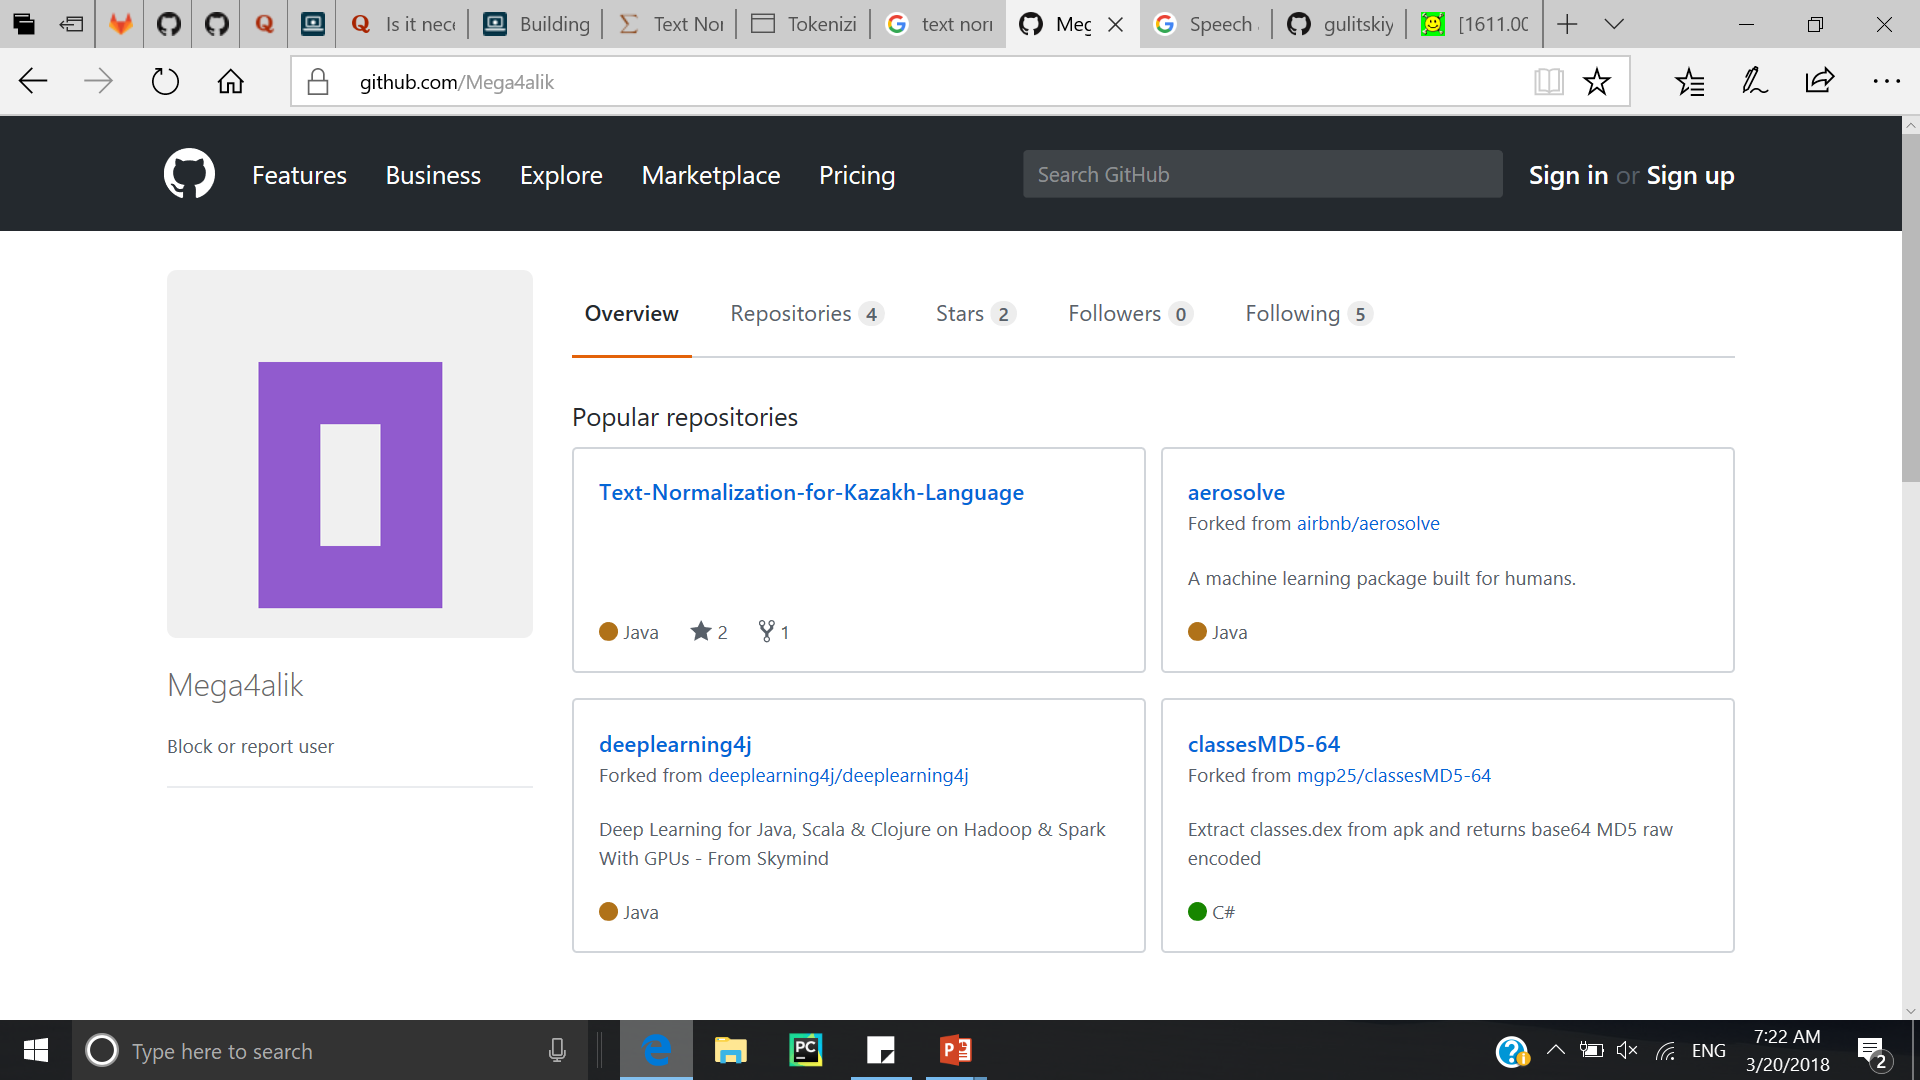 Is it nece
Building
Text Nor
Tokenizi
text norr
Meg
Speech
gulitskiy
[1611.00
github.com/Mega4alik
Features
Business
Explore
Marketplace
Pricing
Search GitHub
Sign in or Sign up
Overview
Repositories 4
Stars 2
Followers 0
Following 5
Popular repositories
Text-Normalization-for-Kazakh-Language
Java 2 1
aerosolve
Forked from airbnb/aerosolve
A machine learning package built for humans.
Java
Mega4alik
Block or report user
deeplearning4j
Forked from deeplearning4j/deeplearning4j
Deep Learning for Java, Scala & Clojure on Hadoop & Spark
With GPUs - From Skymind
Java
classesMD5-64
Forked from mgp25/classesMD5-64
Extract classes.dex from apk and returns base64 MD5 raw
encoded
C#
Type here to search
PC
ENG
7:22 AM
3/20/2018
2